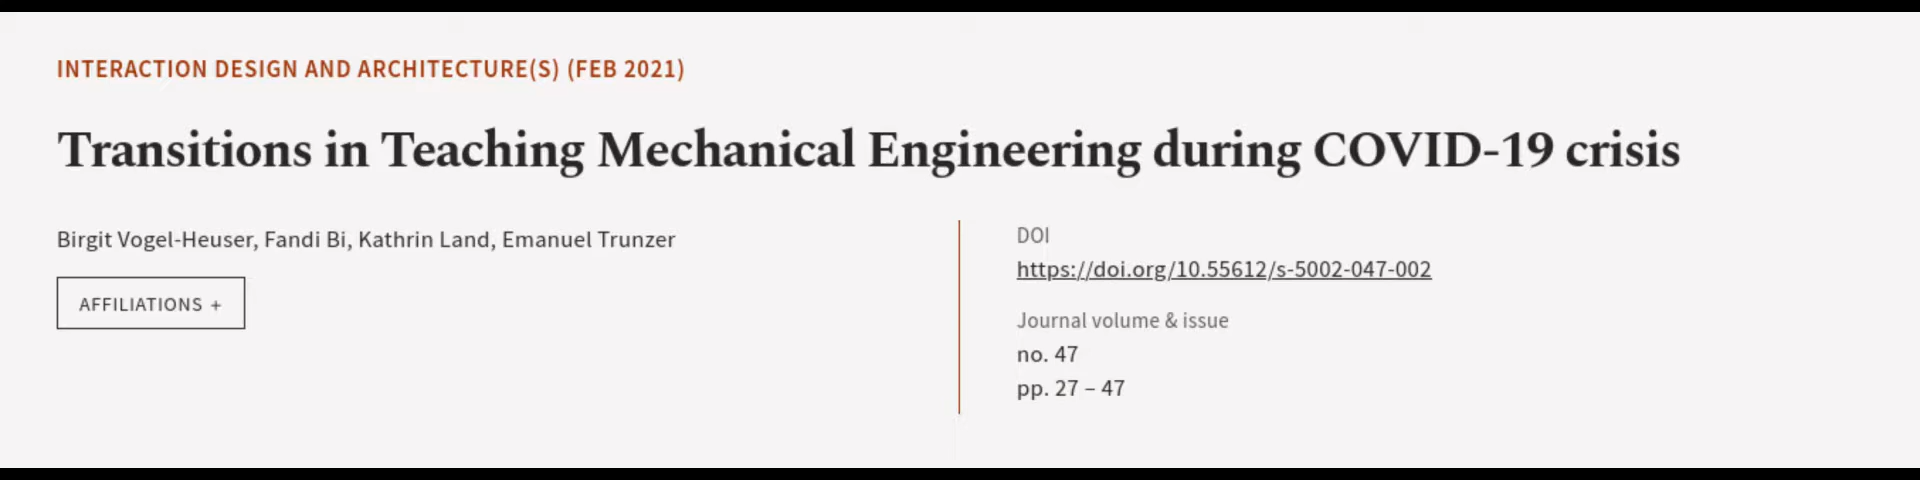 INTERACTION DESIGN AND ARCHITECTURE(S) (FEB 2021)
Transitions in Teaching Mechanical Engineering during COVID-19 crisis
Birgit Vogel-Heuser, Fandi Bi, Kathrin Land, Emanuel Trunzer
AFFILIATIONS +
DOI
https://doi.org/10.55612/s-5002-047-002
Journal volume & issue
no. 47
pp. 27 – 47